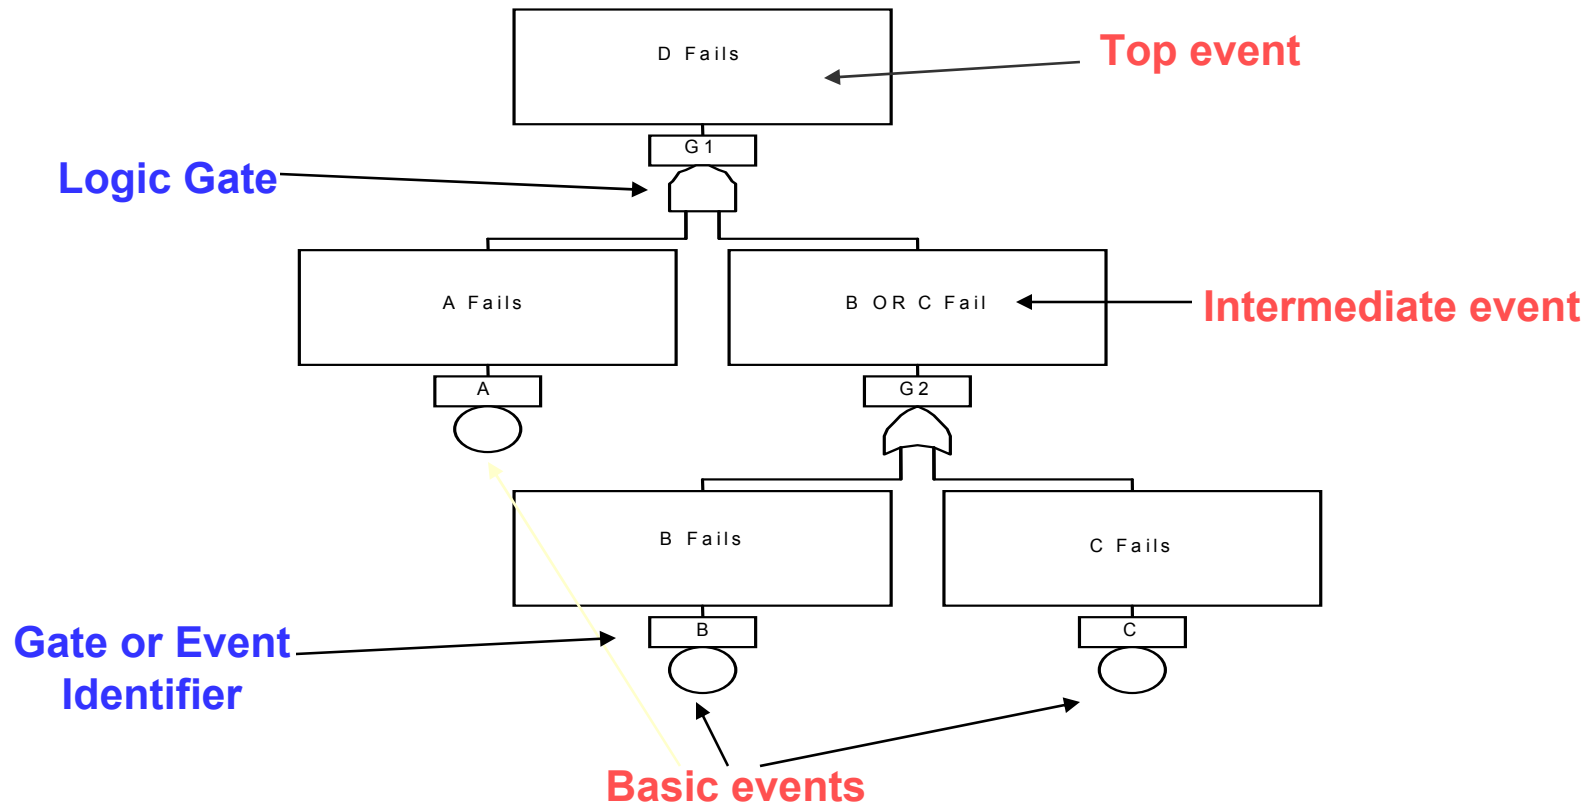 D Fails
Top event
G1
Logic Gate
A Fails
B OR C Fail
Intermediate event
A
G2
B Fails
C Fails
Gate or Event
Identifier
B
C
Basic events